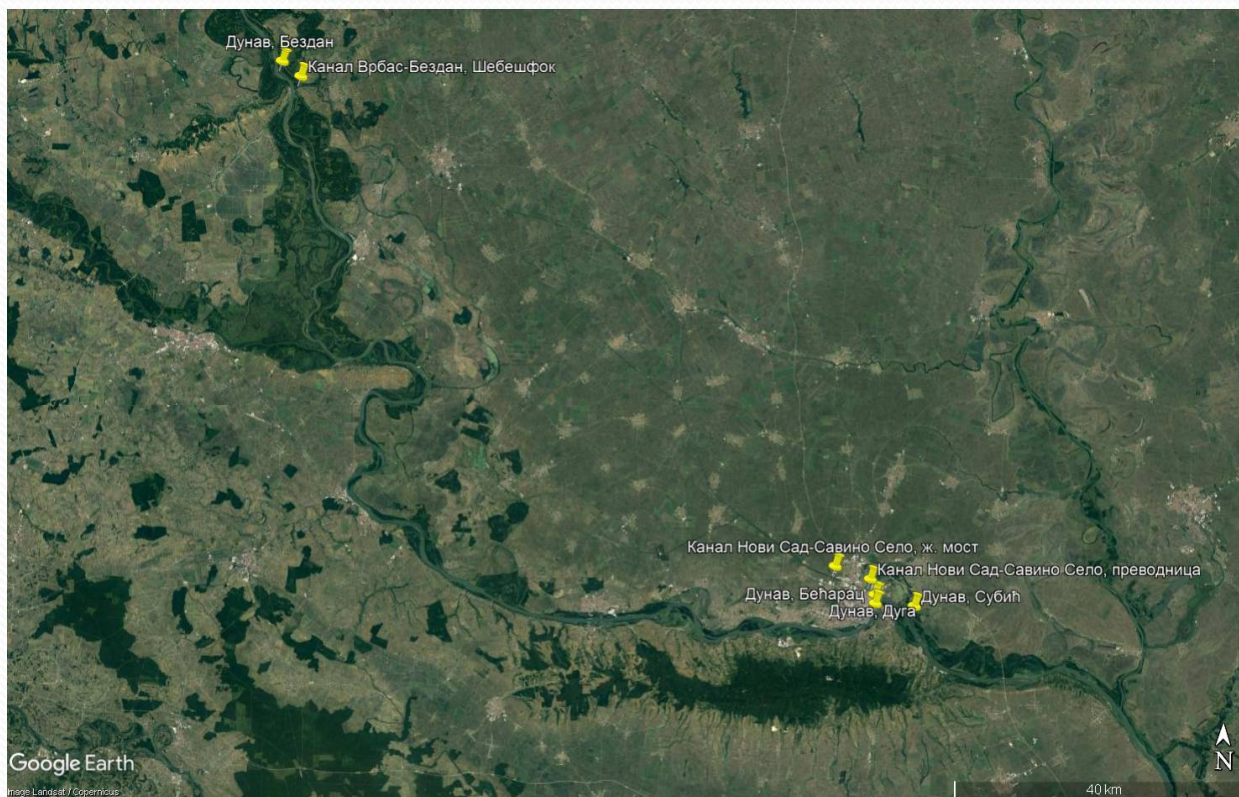 Дунав, Бездан
Канал Врбас-Бездан, Шебешфок
Канал Нови Сад-Савино Село, ж. мост
Канал Нови Сад-Савино Село, преводница
Дунав, Бећарац
Дунав, Субић
Дунав, Дуга
Google Earth
N
Image Landsat / Copernicus
40 km